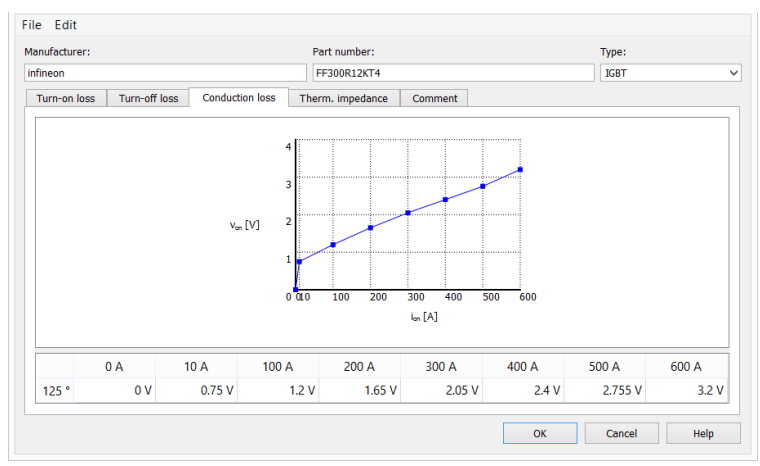 File Edit
Manufacturer: Part number: Type:
infineon FF300R12KT4 IGBT
Turn-on loss Turn-off loss Conduction loss Therm. impedance Comment
4
3
2
1
0
von [V]
0 10 100 200 300 400 500 600
ion [A]
0 A 10 A 100 A 200 A 300 A 400 A 500 A 600 A
125 ° 0 V 0.75 V 1.2 V 1.65 V 2.05 V 2.4 V 2.755 V 3.2 V
OK Cancel Help